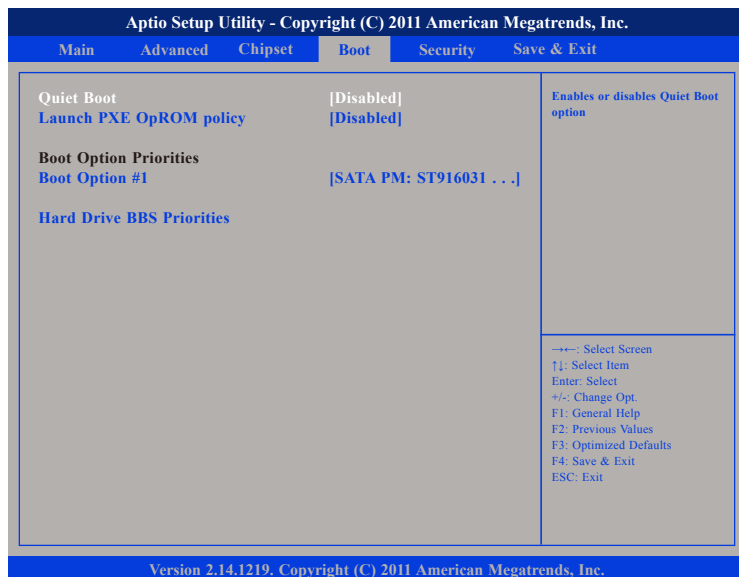 Aptio Setup Utility - Copyright (C) 2011 American Megatrends, Inc.
Main Advanced Chipset Boot Security Save & Exit
Quiet Boot [Disabled]
Launch PXE OpROM policy [Disabled]
Boot Option Priorities
Boot Option #1 [SATA PM: ST916031 . . .]
Hard Drive BBS Priorities
Enables or disables Quiet Boot
option
→←: Select Screen
↑↓: Select Item
Enter: Select
+/-: Change Opt.
F1: General Help
F2: Previous Values
F3: Optimized Defaults
F4: Save & Exit
ESC: Exit
Version 2.14.1219. Copyright (C) 2011 American Megatrends, Inc.